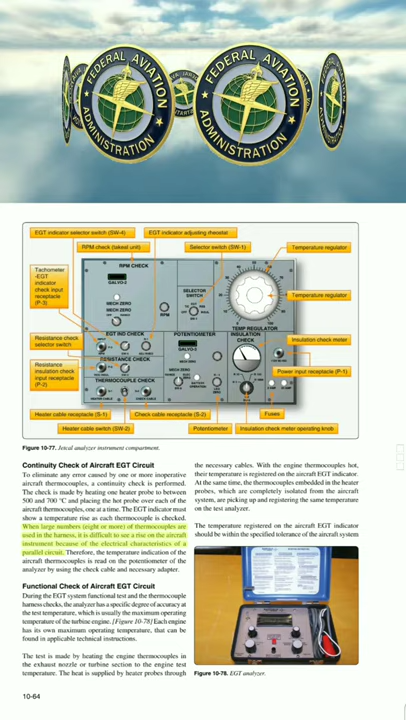 FEDERAL AVIATION
ADMINISTRATION
FEDERAL AVIATION
ADMINISTRATION
EGT indicator selector switch (SW-4)
EGT indicator adjusting rheostat
RPM check (takeoff unit)
Selector switch (SW-1)
Temperature regulator
Tachometer
-EGT
indicator
check input
receptacle
(P-3)
RPM CHECK
GALVO-2
SELECTOR
SWITCH
Temperature regulator
MECH ZERO
MECH ZERO
RPM
TEMP REGULATOR
Resistance check
selector switch
EGT IND CHECK
POTENTIOMETER
GALVO-2
INSULATION
CHECK
Insulation check meter
Resistance
insulation check
input receptacle
(P-2)
RESISTANCE CHECK
THERMOCOUPLE CHECK
MECH ZERO
Power input receptacle (P-1)
Heater cable receptacle (S-1)
Check cable receptacle (S-2)
Fuses
Heater cable switch (SW-2)
Potentiometer
Insulation check meter operating knob
Figure 10-77. Jetcal analyzer instrument compartment.
Continuity Check of Aircraft EGT Circuit
To eliminate any error caused by one or more inoperative
aircraft thermocouples, a continuity check is performed.
The check is made by heating one heater probe to between
500 and 700 °C and placing the hot probe over each of the
aircraft thermocouples, one at a time. The EGT indicator must
show a temperature rise as each thermocouple is checked.
When large numbers (eight or more) of thermocouples are
used in the harness, it is difficult to see a rise on the aircraft
instrument because of the electrical characteristics of a
parallel circuit. Therefore, the temperature indication of the
aircraft thermocouples is read on the potentiometer of the
analyzer by using the check cable and necessary adapter.
Functional Check of Aircraft EGT Circuit
During the EGT system functional test and the thermocouple
harness checks, the analyzer has a specific degree of accuracy at
the test temperature, which is usually the maximum operating
temperature of the turbine engine. [Figure 10-78] Each engine
has its own maximum operating temperature, that can be
found in applicable technical instructions.
The test is made by heating the engine thermocouples in
the exhaust nozzle or turbine section to the engine test
temperature. The heat is supplied by heater probes through
the necessary cables. With the engine thermocouples hot,
their temperature is registered on the aircraft EGT indicator.
At the same time, the thermocouples embedded in the heater
probes, which are completely isolated from the aircraft
system, are picking up and registering the same temperature
on the test analyzer.
The temperature registered on the aircraft EGT indicator
should be within the specified tolerance of the aircraft system
Figure 10-78. EGT analyzer.
10-64